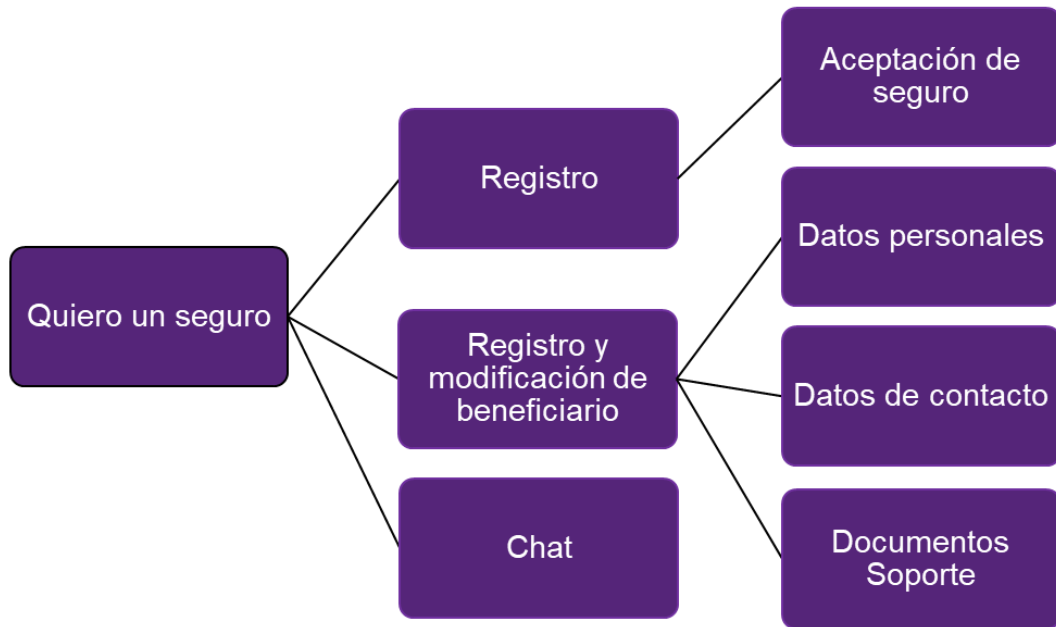 Quiero un seguro
Registro
Registro y
modificación de
beneficiario
Chat
Aceptación de
seguro
Datos personales
Datos de contacto
Documentos
Soporte